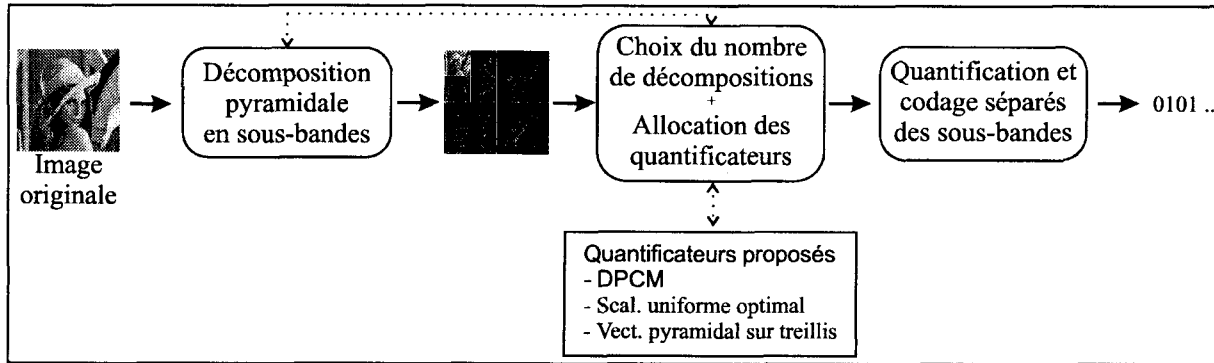 Image
originale
Décomposition
pyramidale
en sous-bandes
Choix du nombre
de décompositions
+
Allocation des
quantificateurs
Quantification et
codage séparés
des sous-bandes
0101 ..
Quantificateurs proposés
- DPCM
- Scal. uniforme optimal
- Vect. pyramidal sur treillis